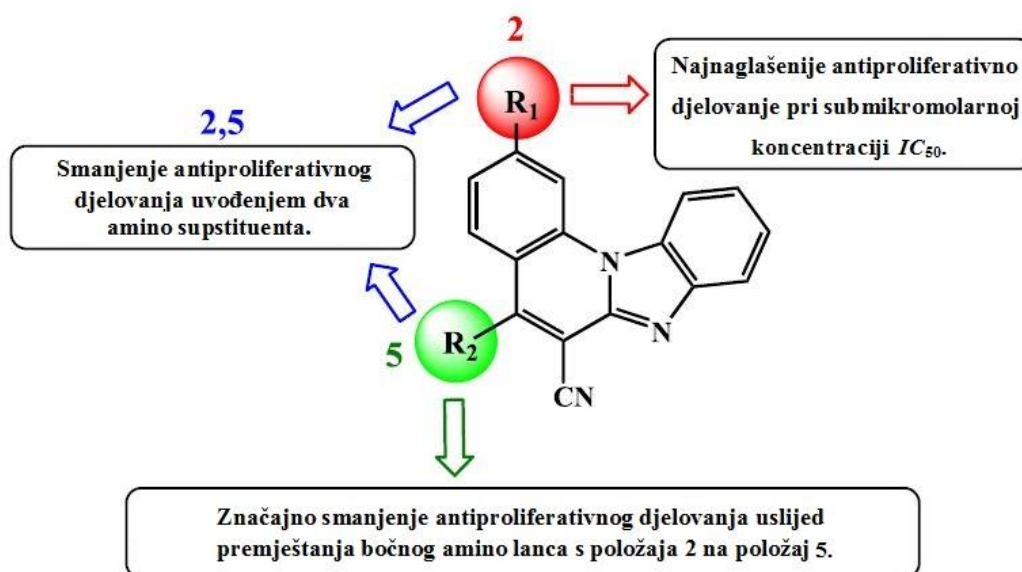 2
R₁
Najnaglašenije antiproliferativno
djelovanje pri submikromolarnoj
koncentraciji IC₅₀.
2,5
Smanjenje antiproliferativnog
djelovanja uvođenjem dva
amino supstituenta.
N
N
R₂
5
CN
Značajno smanjenje antiproliferativnog djelovanja uslijed
premještanja bočnog amino lanca s položaja 2 na položaj 5.